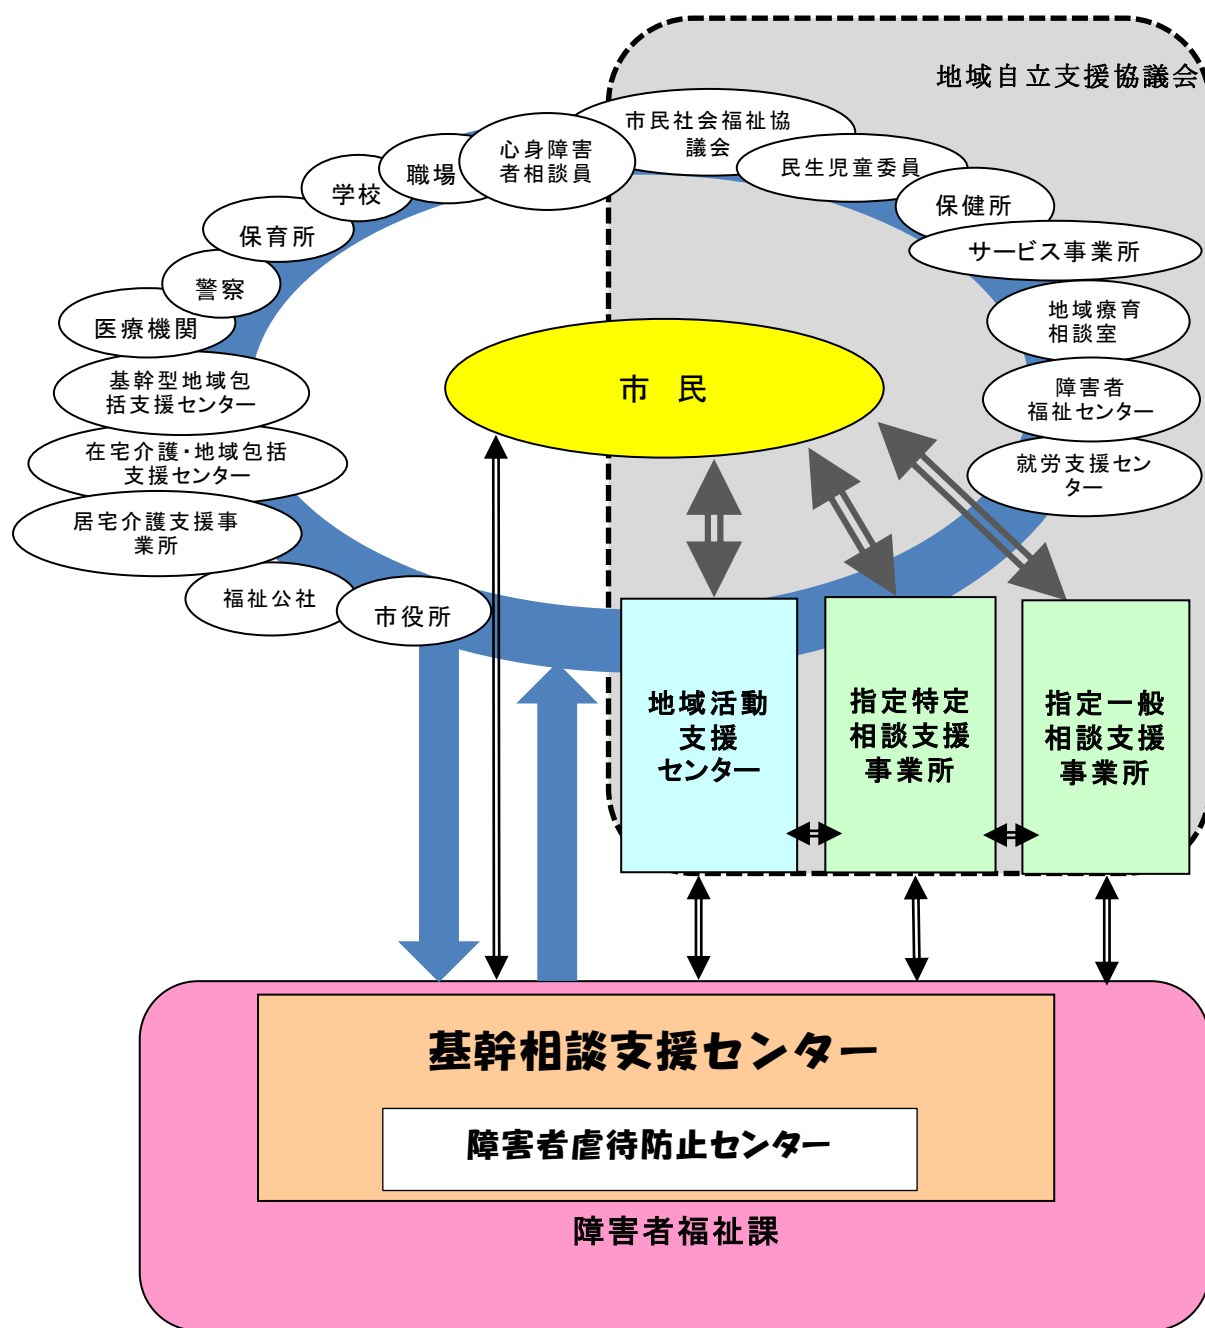 地域自立支援協議会
市民社会福祉協
議会
心身障害
者相談員
民生児童委員
職場
学校
保健所
保育所
サービス事業所
警察
医療機関
地域療育
相談室
基幹型地域包
括支援センター
市 民
障害者
福祉センター
在宅介護・地域包括
支援センター
就労支援セン
ター
居宅介護支援事
業所
福祉公社
市役所
地域活動
支援
センター
指定特定
相談支援
事業所
指定一般
相談支援
事業所
基幹相談支援センター
障害者虐待防止センター
障害者福祉課